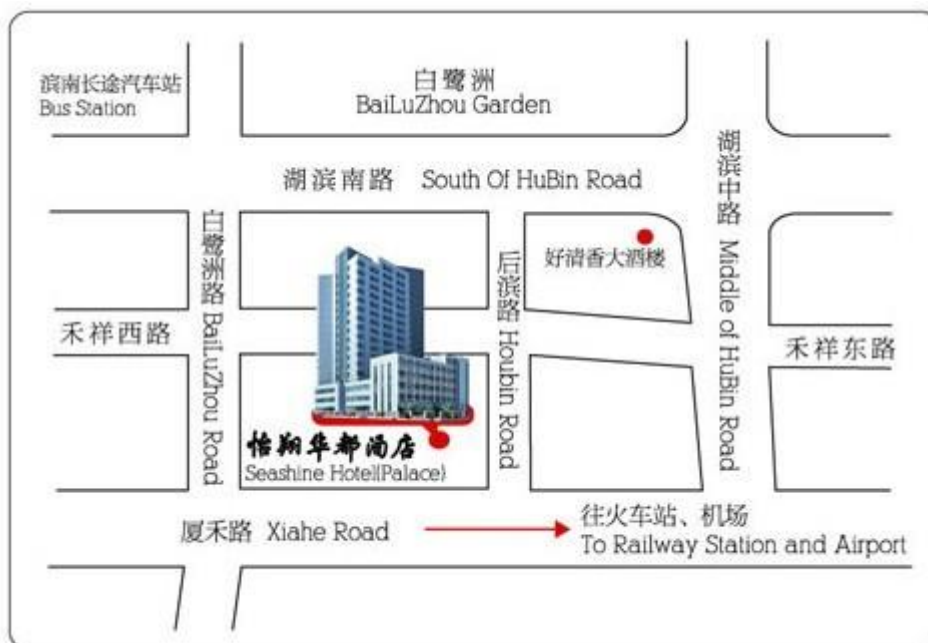 滨南长途汽车站
Bus Station
白鹭洲
BaiLuZhou Garden
湖滨南路 South Of HuBin Road
湖滨中路 Middle of HuBin Road
白鹭洲路 BaiLuZhou Road
后滨路 Houbin Road
好清香大酒楼
禾祥西路
禾祥东路
怡翔华都酒店
Seashine Hotel(Palace)
厦禾路 Xiahe Road
往火车站、机场
To Railway Station and Airport